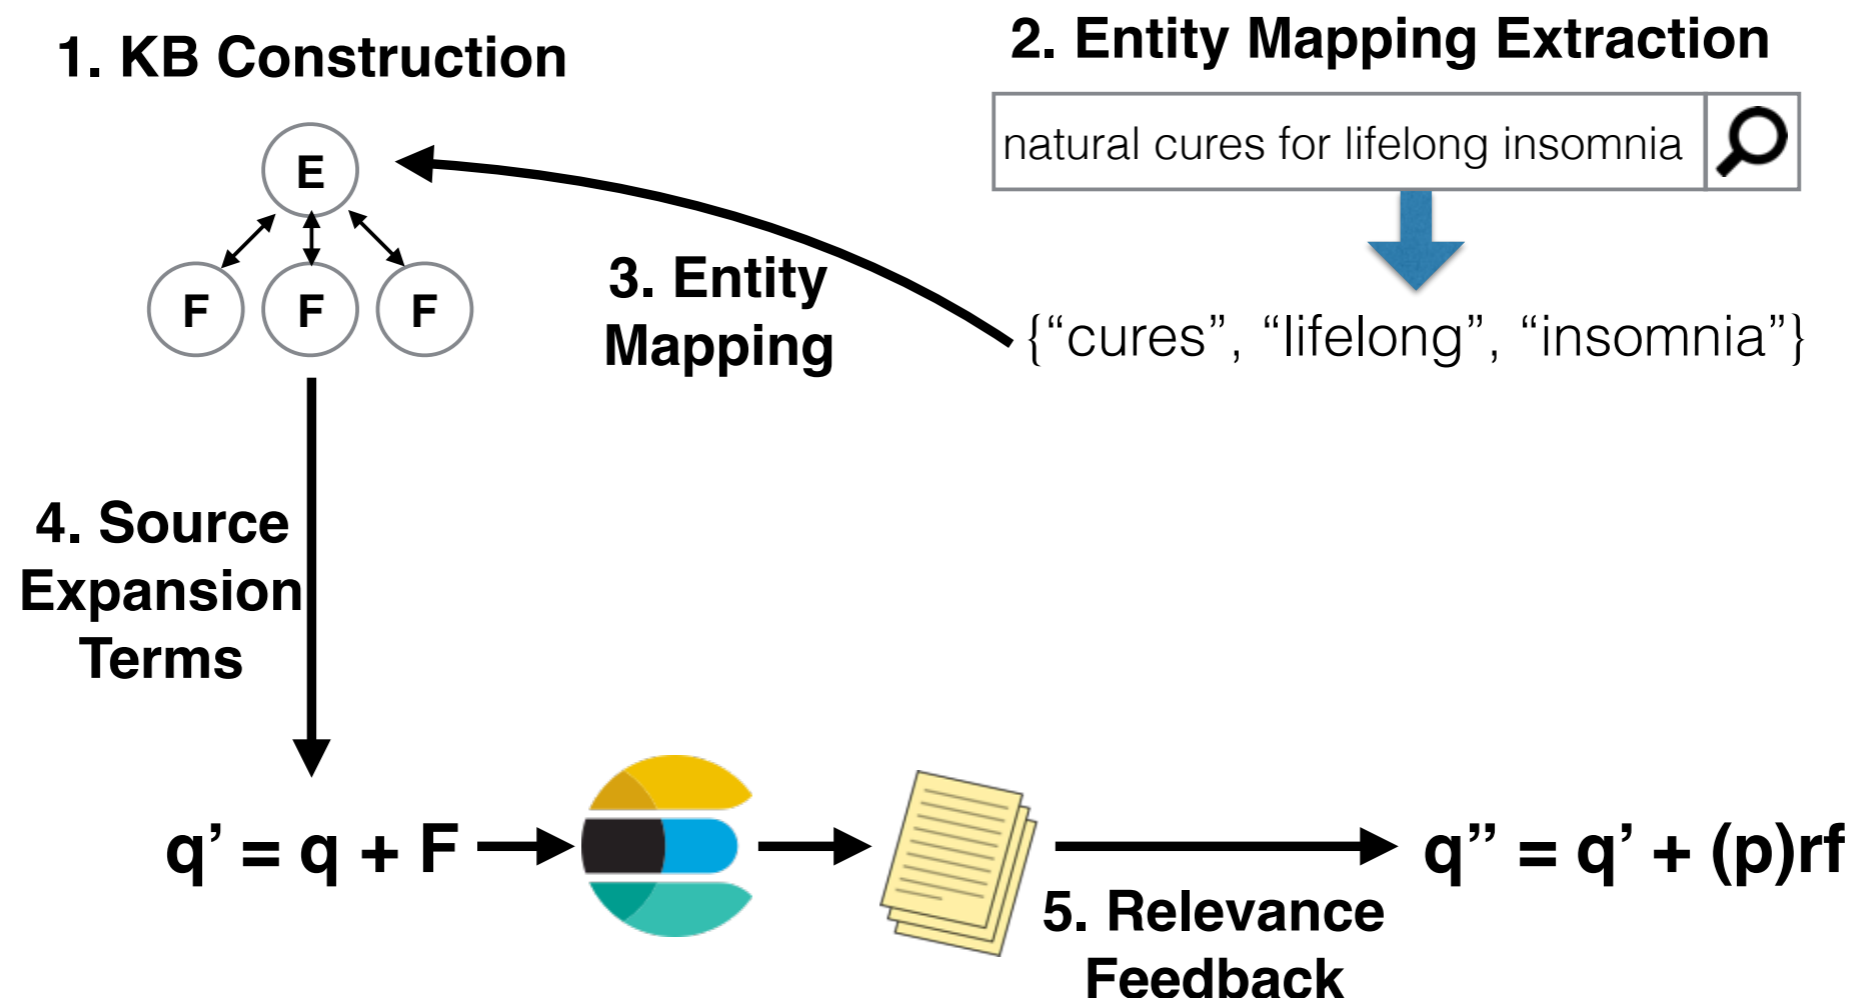 1. KB Construction
2. Entity Mapping Extraction
natural cures for lifelong insomnia
E
F F F
3. Entity
Mapping
{“cures”, “lifelong”, “insomnia”}
4. Source
Expansion
Terms
q’ = q + F
q” = q’ + (p)rf
5. Relevance
Feedback